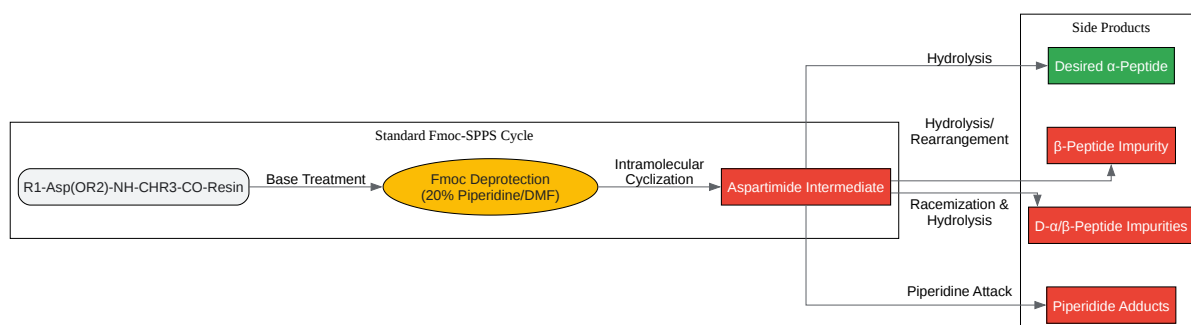 Side Products
Hydrolysis
Desired α-Peptide
Standard Fmoc-SPPS Cycle
Hydrolysis/
Rearrangement
β-Peptide Impurity
R1-Asp(OR2)-NH-CHR3-CO-Resin
Base Treatment
Fmoc Deprotection
(20% Piperidine/DMF)
Intramolecular
Cyclization
Aspartimide Intermediate
Racemization &
Hydrolysis
D-α/β-Peptide Impurities
Piperidine Attack
Piperidide Adducts